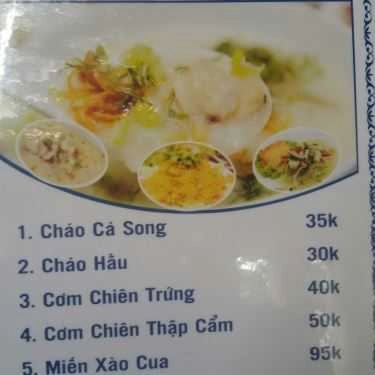 1. Cháo Cá Song 35k
2. Cháo Hàu 30k
3. Cơm Chiên Trứng 40k
4. Cơm Chiên Thập Cẩm 50k
5. Miến Xào Cua 95k